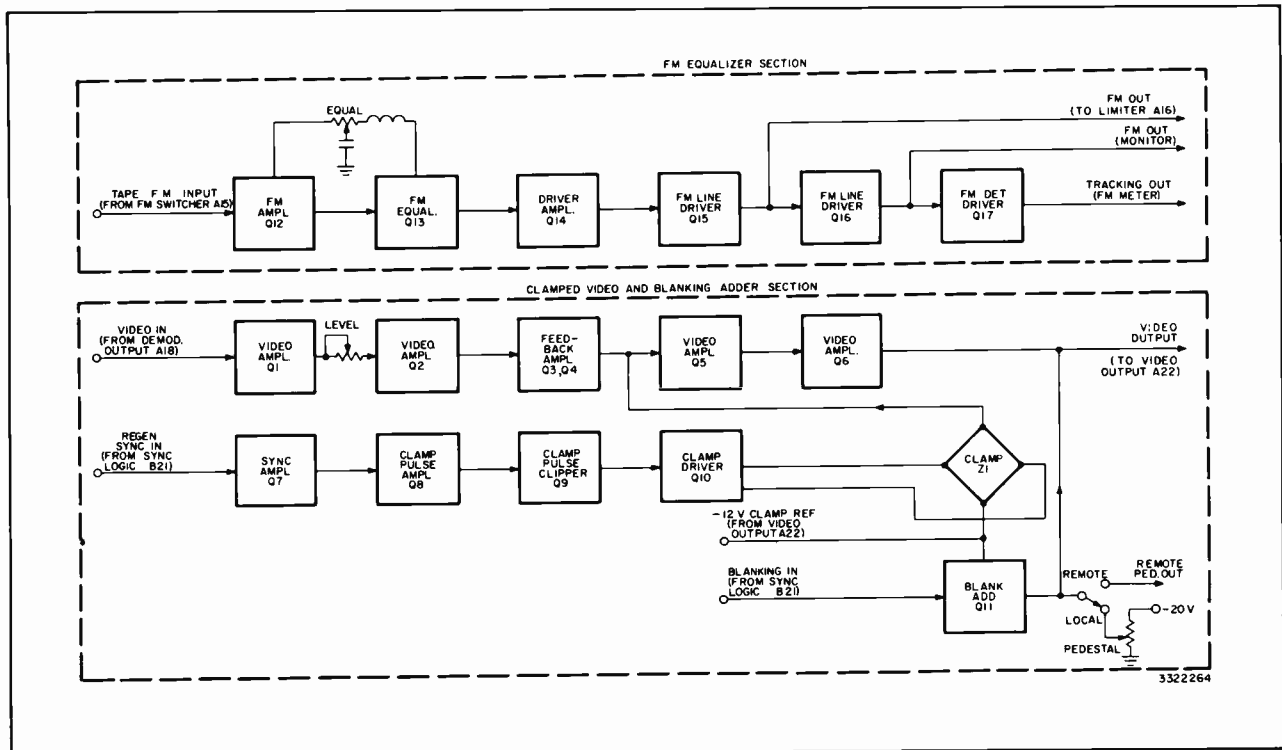 FM EQUALIZER SECTION
EQUAL
FM OUT
(TO LIMITER A16)
FM OUT
(MONITOR)
TAPE FM INPUT
(FROM FM SWITCHER A15)
FM
AMPL
Q12
FM
EQUAL.
Q13
DRIVER
AMPL.
Q14
FM LINE
DRIVER
Q15
FM LINE
DRIVER
Q16
FM DET
DRIVER
Q17
TRACKING OUT
(FM METER)
CLAMPED VIDEO AND BLANKING ADDER SECTION
VIDEO IN
(FROM DEMOD.
OUTPUT A18)
VIDEO
AMPL.
Q1
LEVEL
VIDEO
AMPL
Q2
FEED-
BACK
AMPL
Q3,Q4
VIDEO
AMPL
Q5
VIDEO
AMPL.
Q6
VIDEO
OUTPUT
(TO VIDEO
OUTPUT A22)
REGEN
SYNC IN
(FROM SYNC
LOGIC B21)
SYNC
AMPL
Q7
CLAMP
PULSE
AMPL
Q8
CLAMP
PULSE
CLIPPER
Q9
CLAMP
DRIVER
Q10
CLAMP
Z1
-12 V CLAMP REF
(FROM VIDEO
OUTPUT A22)
BLANKING IN
(FROM SYNC
LOGIC B21)
BLANK
ADD
Q11
REMOTE
REMOTE
PED. OUT
LOCAL
-20V
PEDESTAL
3322264